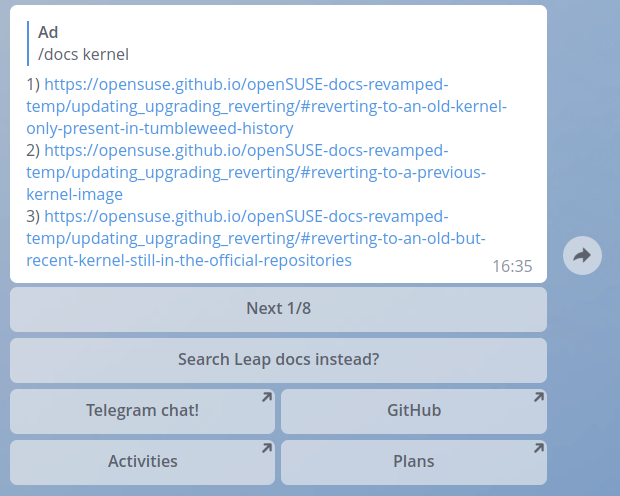 Ad
/docs kernel
1) https://opensuse.github.io/openSUSE-docs-revamped-
temp/updating_upgrading_reverting/#reverting-to-an-old-kernel-
only-present-in-tumbleweed-history
2) https://opensuse.github.io/openSUSE-docs-revamped-
temp/updating_upgrading_reverting/#reverting-to-a-previous-
kernel-image
3) https://opensuse.github.io/openSUSE-docs-revamped-
temp/updating_upgrading_reverting/#reverting-to-an-old-but-
recent-kernel-still-in-the-official-repositories
16:35
Next 1/8
Search Leap docs instead?
Telegram chat!
GitHub
Activities
Plans